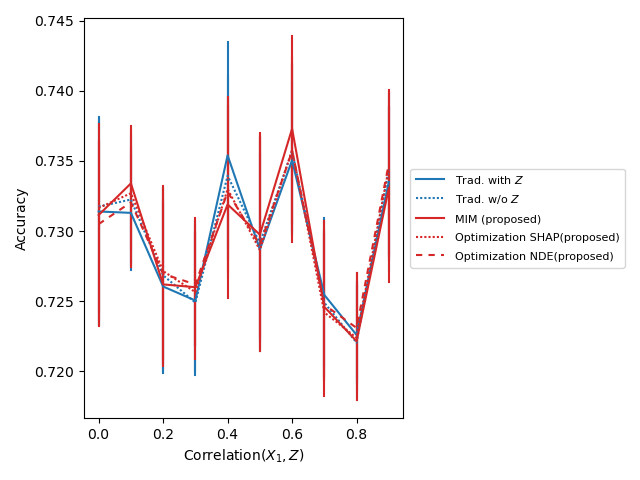 0.745
0.740
0.735
0.730
0.725
0.720
Accuracy
0.0 0.2 0.4 0.6 0.8
Correlation(X₁, Z)
Trad. with Z
Trad. w/o Z
MIM (proposed)
Optimization SHAP(proposed)
Optimization NDE(proposed)